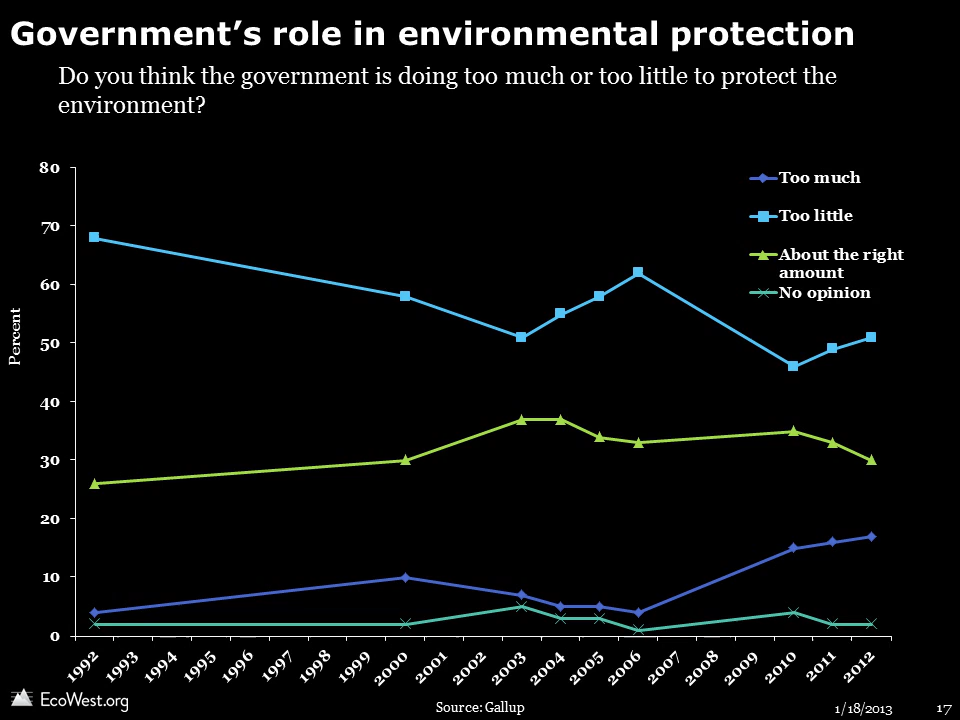 Government’s role in environmental protection
Do you think the government is doing too much or too little to protect the
environment?
80
70
60
50
40
30
20
10
0
Percent
Too much
Too little
About the right
amount
No opinion
1992
1993
1994
1995
1996
1997
1998
1999
2000
2001
2002
2003
2004
2005
2006
2007
2008
2009
2010
2011
2012
EcoWest.org
Source: Gallup
1/18/2013
17